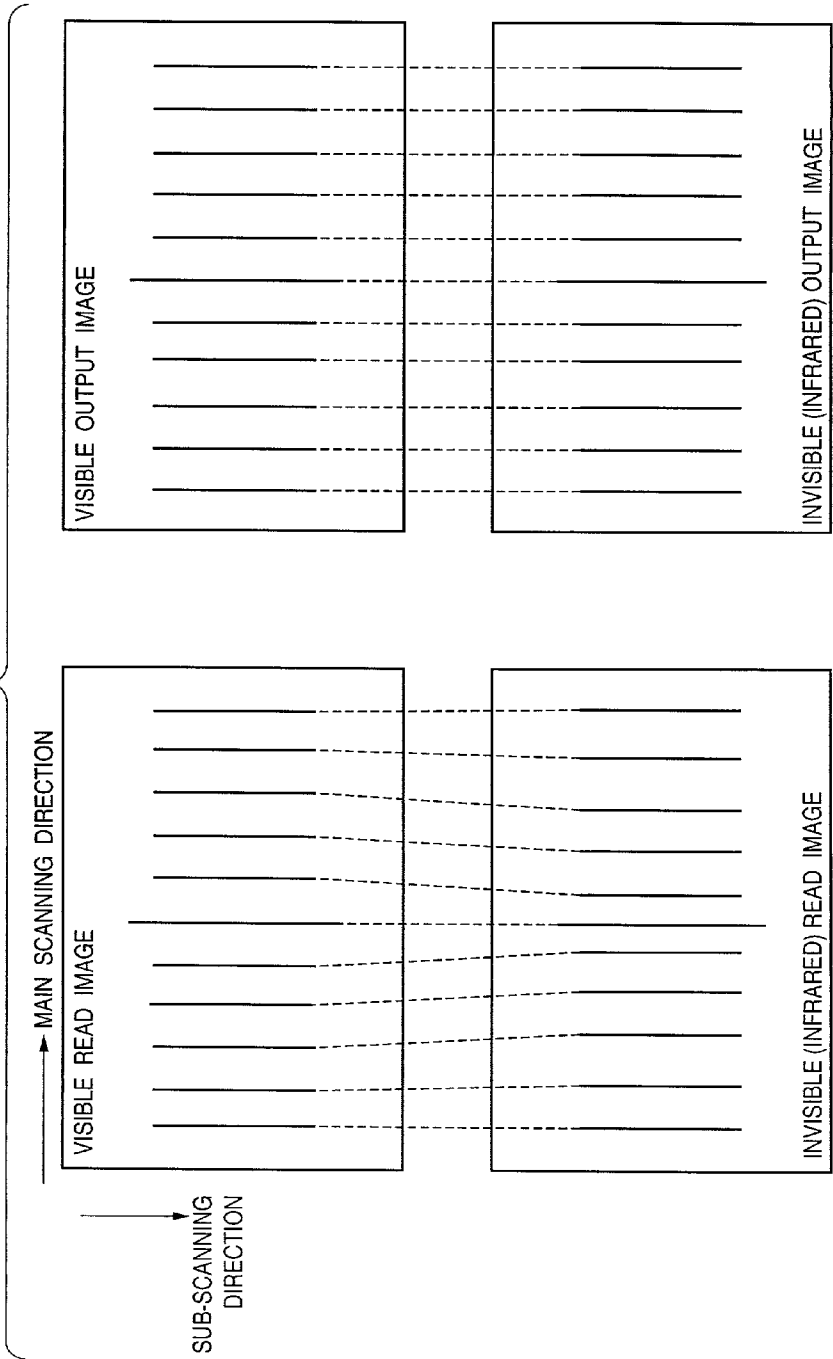 MAIN SCANNING DIRECTION
SUB-SCANNING
DIRECTION
VISIBLE READ IMAGE
INVISIBLE (INFRARED) READ IMAGE
VISIBLE OUTPUT IMAGE
INVISIBLE (INFRARED) OUTPUT IMAGE